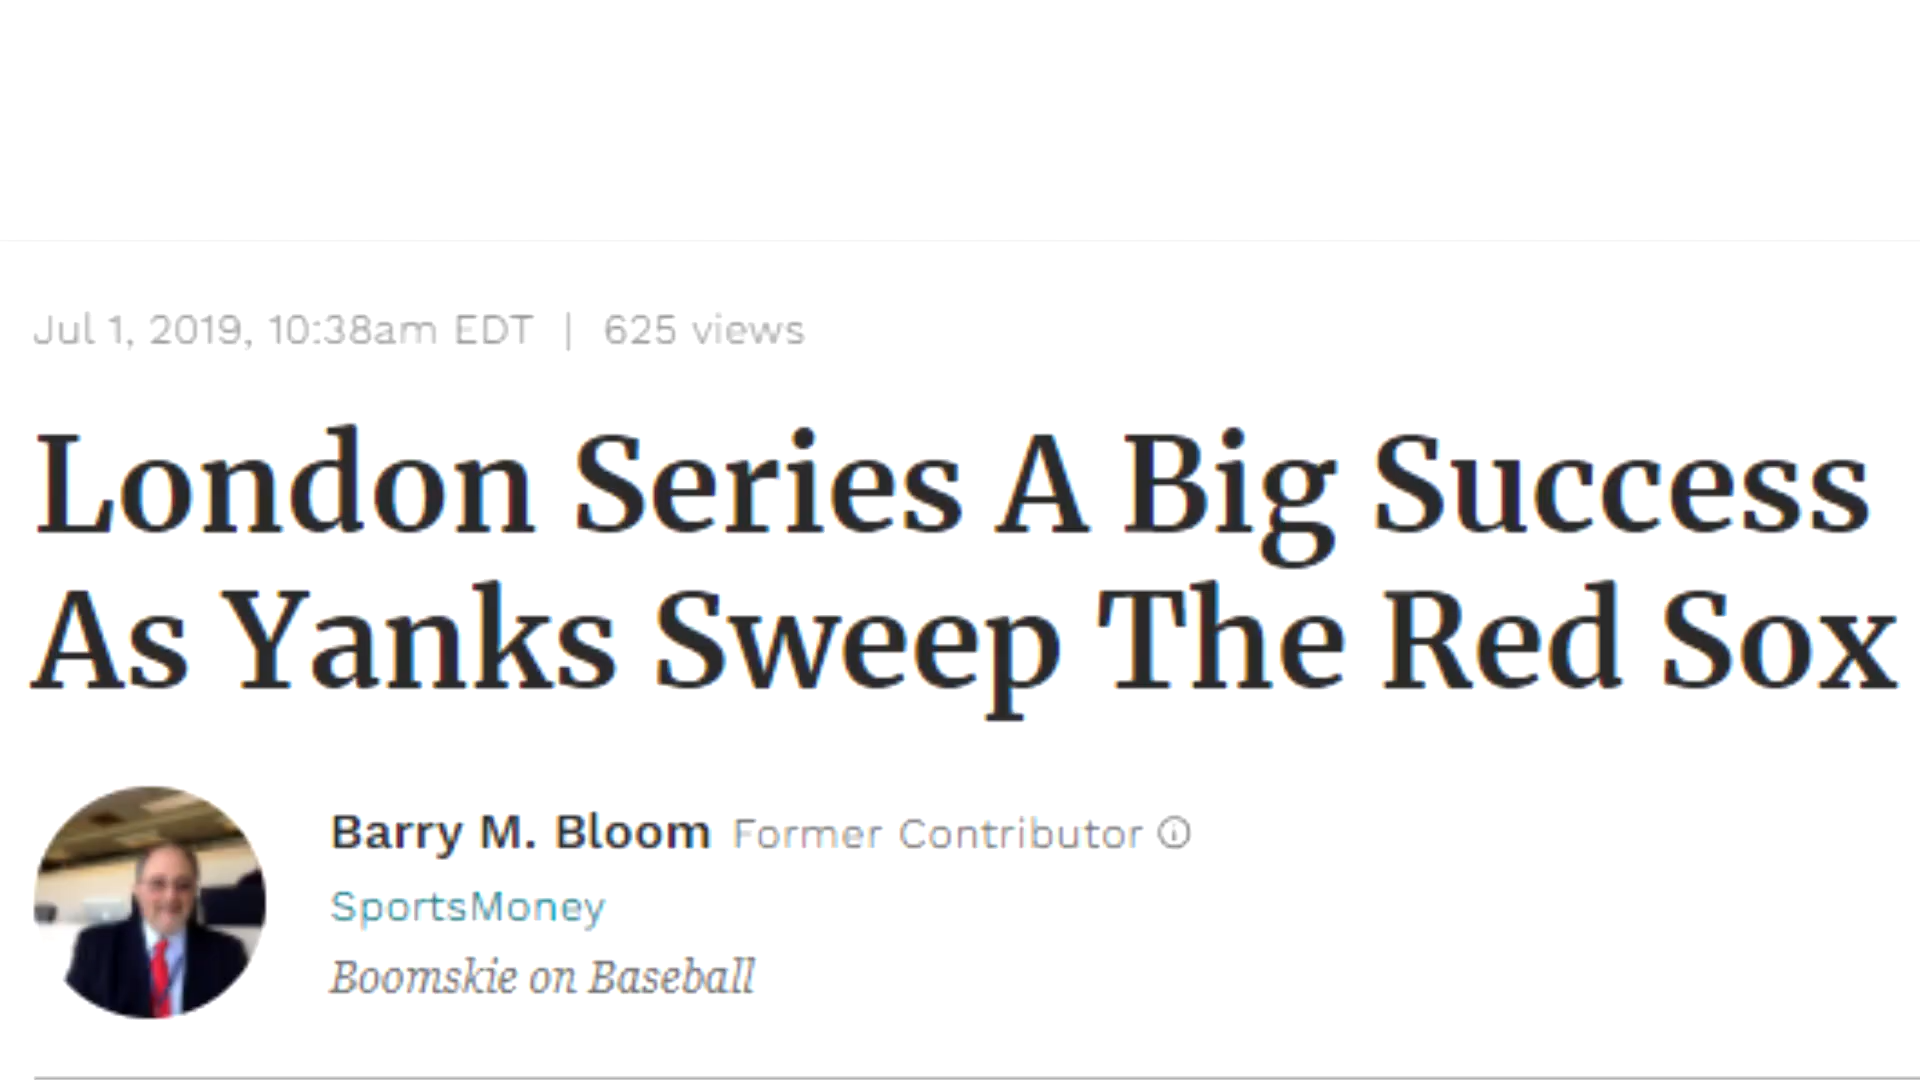 Jul 1, 2019, 10:38am EDT | 625 views
London Series A Big Success
As Yanks Sweep The Red Sox
Barry M. Bloom Former Contributor ⓘ
SportsMoney
Boomskie on Baseball